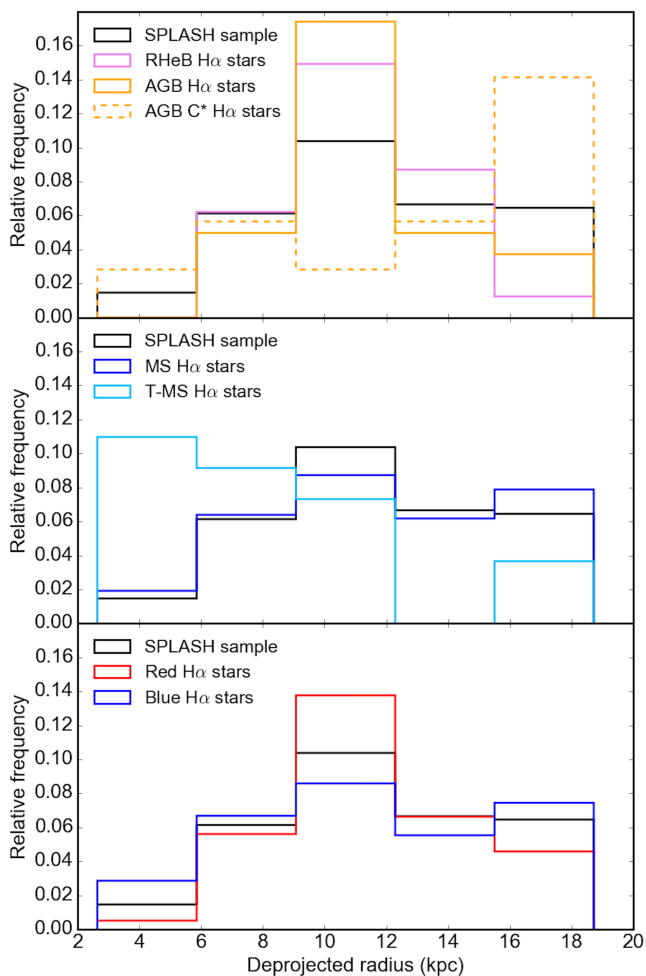 0.16
0.14
0.12
0.10
0.08
0.06
0.04
0.02
0.00
Relative frequency
SPLASH sample
RHeB Hα stars
AGB Hα stars
AGB C* Hα stars
0.16
0.14
0.12
0.10
0.08
0.06
0.04
0.02
0.00
Relative frequency
SPLASH sample
MS Hα stars
T-MS Hα stars
0.16
0.14
0.12
0.10
0.08
0.06
0.04
0.02
0.00
Relative frequency
SPLASH sample
Red Hα stars
Blue Hα stars
2 4 6 8 10 12 14 16 18 20
Deprojected radius (kpc)